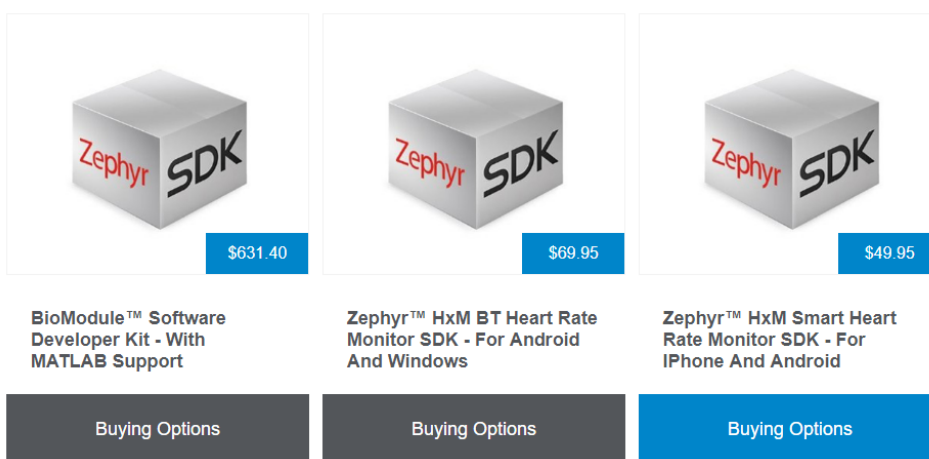 Zephyr SDK
$631.40
BioModule™ Software
Developer Kit - With
MATLAB Support
Buying Options
Zephyr SDK
$69.95
Zephyr™ HxM BT Heart Rate
Monitor SDK - For Android
And Windows
Buying Options
Zephyr SDK
$49.95
Zephyr™ HxM Smart Heart
Rate Monitor SDK - For
IPhone And Android
Buying Options